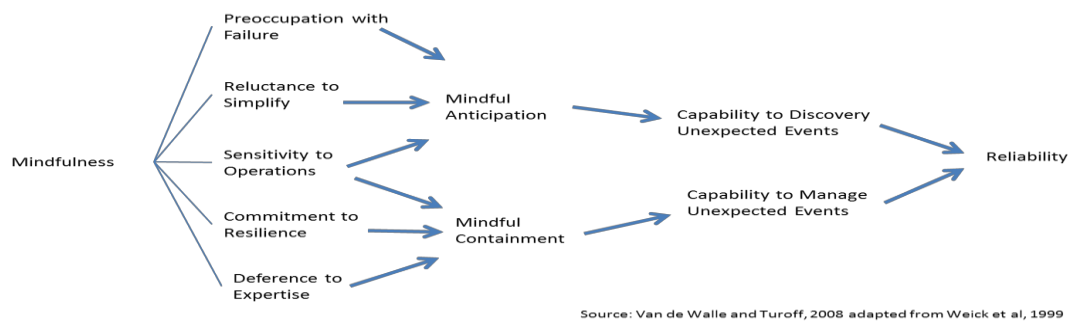 Preoccupation with
Failure
Reluctance to
Simplify
Mindful
Anticipation
Capability to Discovery
Unexpected Events
Mindfulness
Sensitivity to
Operations
Reliability
Capability to Manage
Unexpected Events
Commitment to
Resilience
Mindful
Containment
Deference to
Expertise
Source: Van de Walle and Turoff, 2008 adapted from Weick et al, 1999